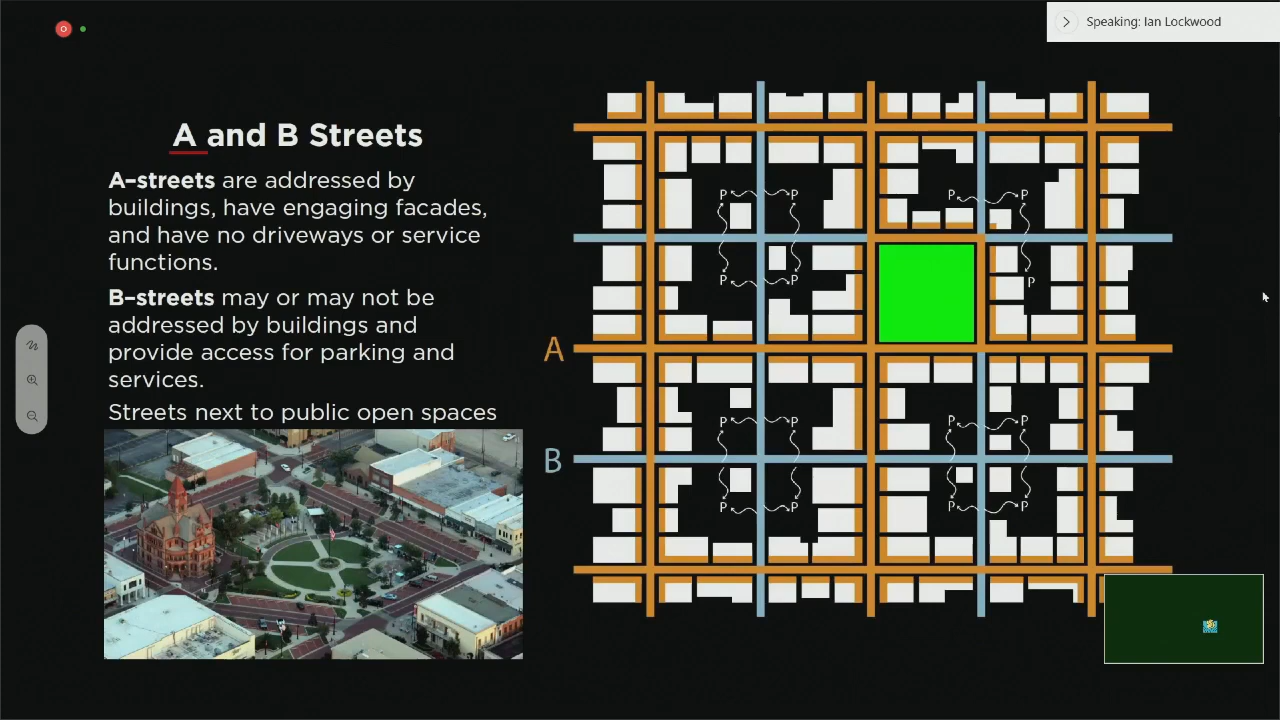 Speaking: Ian Lockwood
A and B Streets
A-streets are addressed by
buildings, have engaging facades,
and have no driveways or service
functions.
B-streets may or may not be
addressed by buildings and
provide access for parking and
services.
Streets next to public open spaces
P P P P
P P P
A
P P P P
B
P P P P